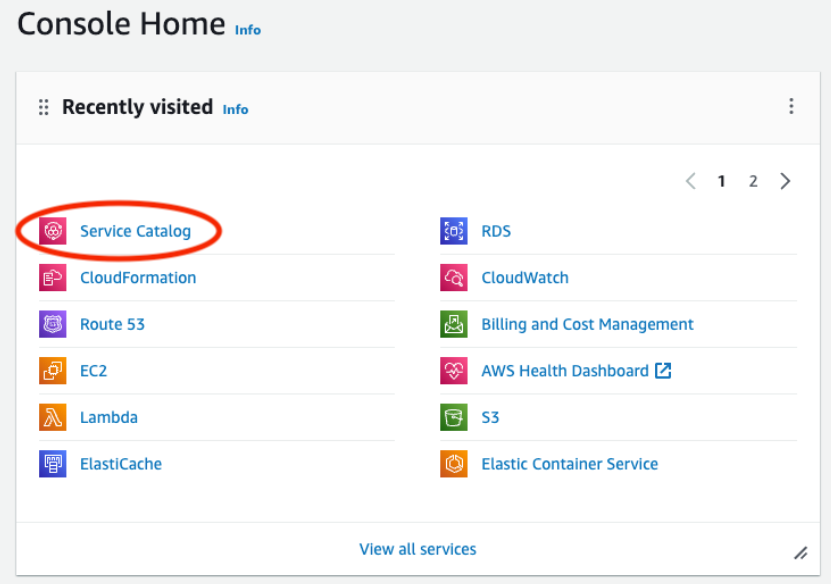 Console Home Info
Recently visited Info
1 2
Service Catalog
CloudFormation
Route 53
EC2
Lambda
ElastiCache
RDS
CloudWatch
Billing and Cost Management
AWS Health Dashboard
S3
Elastic Container Service
View all services